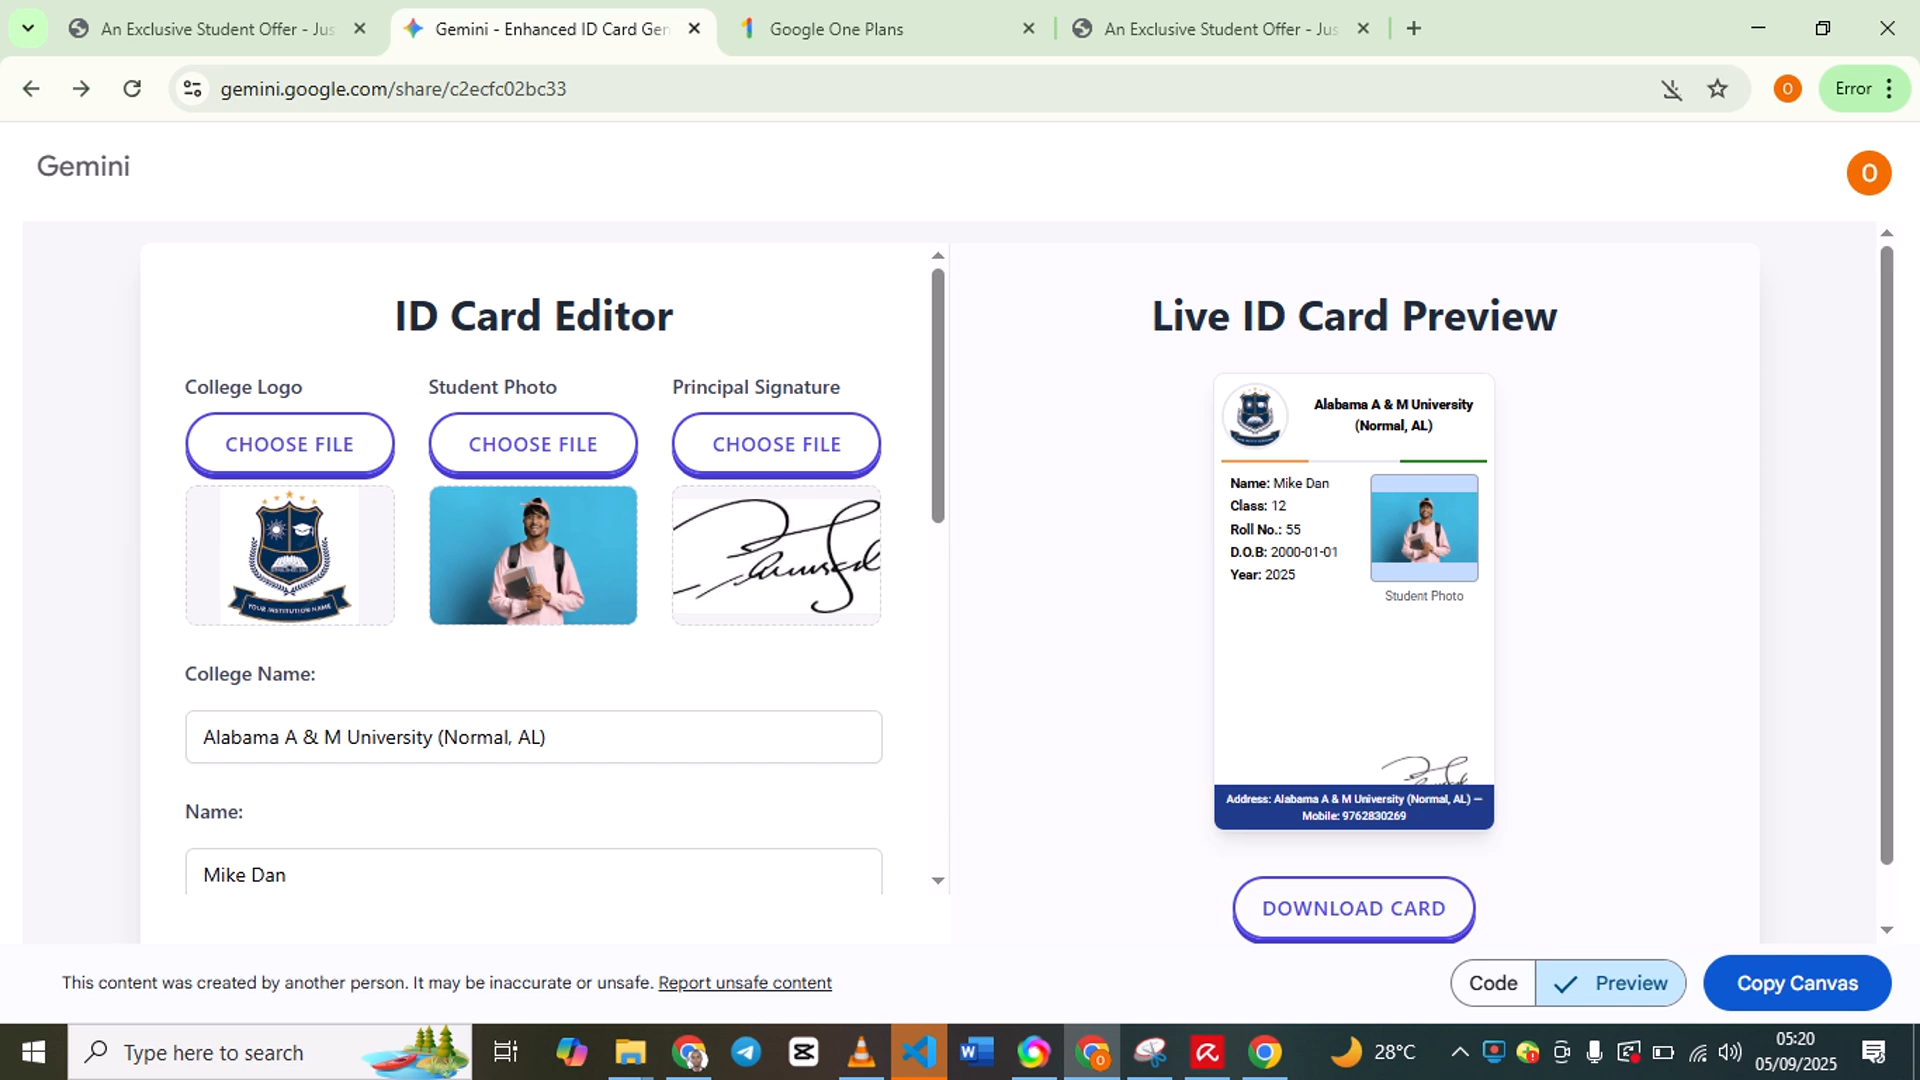 An Exclusive Student Offer - Jus
Gemini - Enhanced ID Card Gen
Google One Plans
An Exclusive Student Offer - Jus
gemini.google.com/share/c2ecfc02bc33
O
Error
Gemini
O
ID Card Editor
College Logo
Student Photo
Principal Signature
CHOOSE FILE
CHOOSE FILE
CHOOSE FILE
YOUR INSTITUTION NAME
College Name:
Alabama A & M University (Normal, AL)
Name:
Mike Dan
Live ID Card Preview
Alabama A & M University
(Normal, AL)
Name: Mike Dan
Class: 12
Roll No.: 55
D.O.B: 2000-01-01
Year: 2025
Student Photo
Address: Alabama A & M University (Normal, AL) —
Mobile: 9762830269
DOWNLOAD CARD
This content was created by another person. It may be inaccurate or unsafe. Report unsafe content
Code
Preview
Copy Canvas
Type here to search
28°C
05:20
05/09/2025